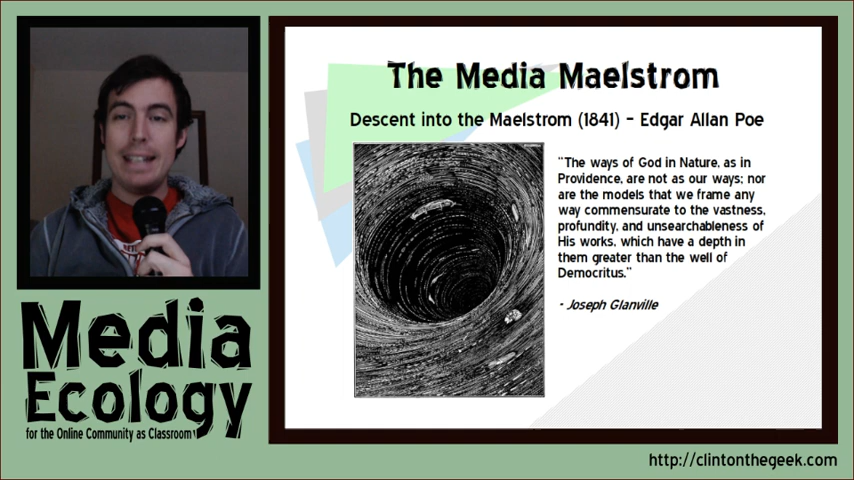 The Media Maelstrom
Descent into the Maelstrom (1841) - Edgar Allan Poe
"The ways of God in Nature, as in
Providence, are not as our ways; nor
are the models that we frame any
way commensurate to the vastness,
profundity, and unsearchableness of
His works, which have a depth in
them greater than the well of
Democritus."
- Joseph Glanville
Media
Ecology
for the Online Community as Classroom
http://clintonthegeek.com